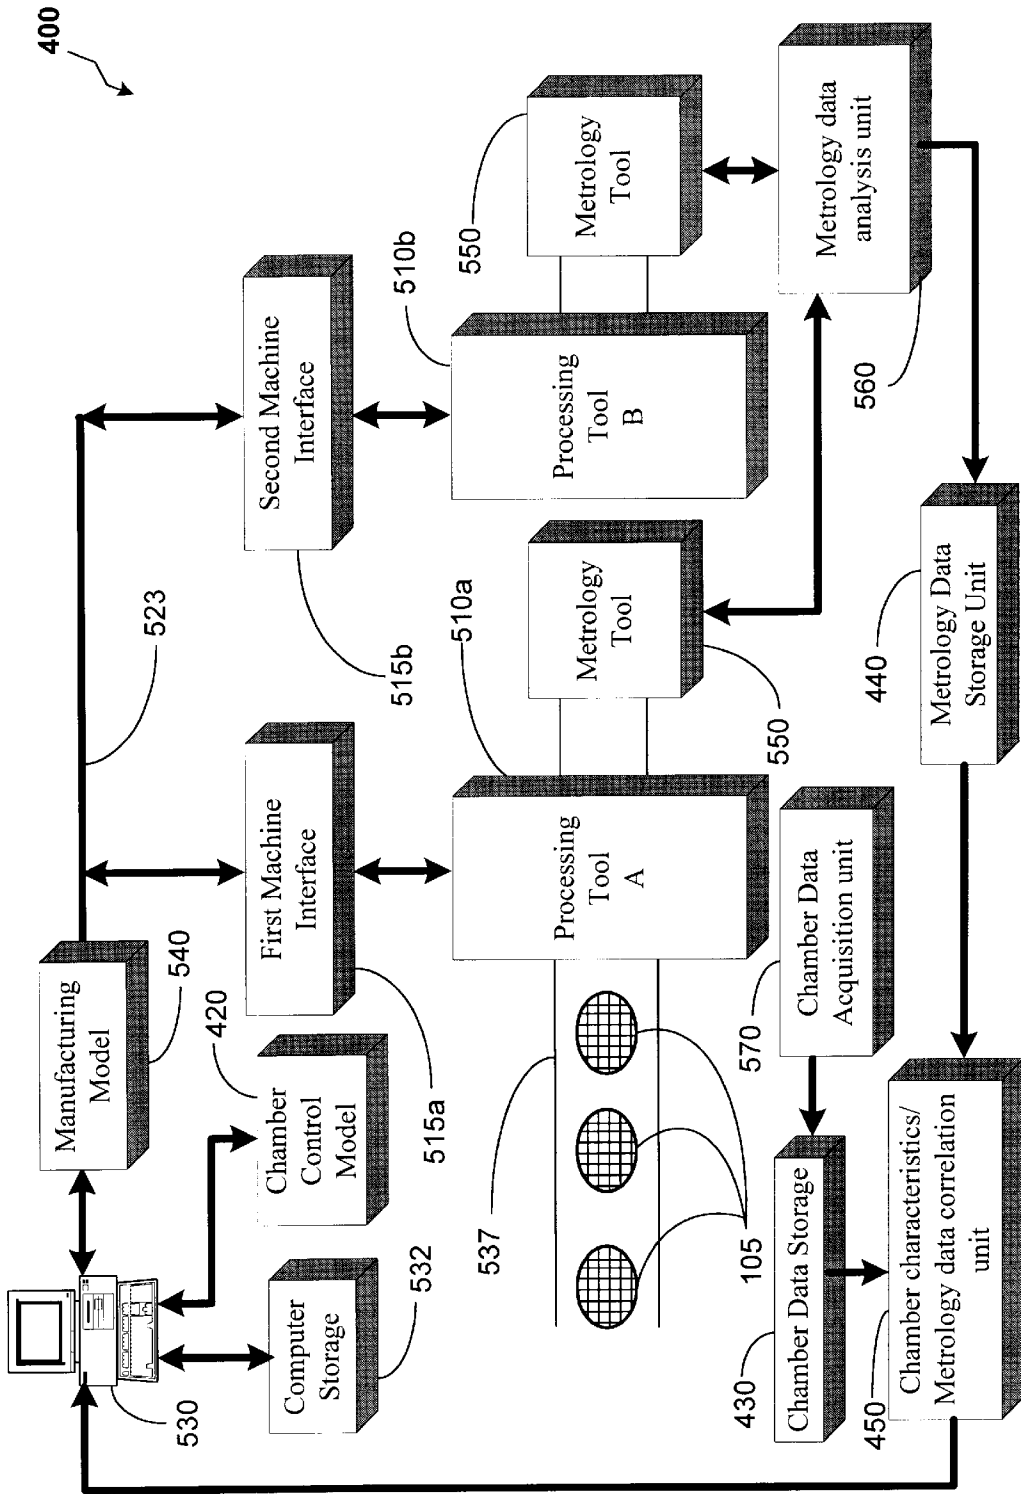 400
Manufacturing
Model
540
523
530
Computer
Storage
532
Chamber
Control
Model
420
First Machine
Interface
515a
Second Machine
Interface
515b
537
105
Processing
Tool
A
510a
Metrology
Tool
550
Processing
Tool
B
510b
Metrology
Tool
550
Metrology data
analysis unit
560
Chamber Data
Acquisition unit
570
Chamber Data Storage
430
Metrology Data
Storage Unit
440
Chamber characteristics/
Metrology data correlation
unit
450